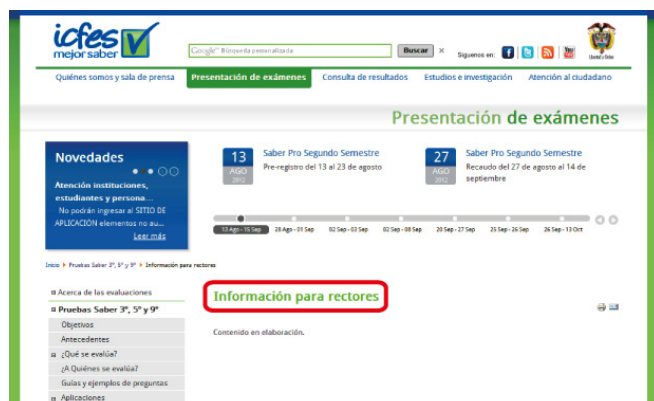 icfes
mejor saber
Google™ Búsqueda personalizada
Buscar
×
Síguenos en:
Quiénes somos y sala de prensa
Presentación de exámenes
Consulta de resultados
Estudios e investigación
Atención al ciudadano
Presentación de exámenes
Novedades
Atención instituciones,
estudiantes y persona...
No podrán ingresar al SITIO DE
APLICACIÓN elementos no au...
Leer más
13
AGO
2012
Saber Pro Segundo Semestre
Pre-registro del 13 al 23 de agosto
27
AGO
2012
Saber Pro Segundo Semestre
Recaudo del 27 de agosto al 14 de
septiembre
13 Ago - 15 Sep
28 Ago - 01 Sep
02 Sep - 03 Sep
02 Sep - 08 Sep
20 Sep - 27 Sep
25 Sep - 26 Sep
26 Sep - 13 Oct
Inicio Pruebas Saber 3º, 5º y 9º Información para rectores
Acerca de las evaluaciones
Pruebas Saber 3º, 5º y 9º
Objetivos
Antecedentes
¿Qué se evalúa?
¿A Quiénes se evalúa?
Guías y ejemplos de preguntas
Aplicaciones
Información para rectores
Contenido en elaboración.